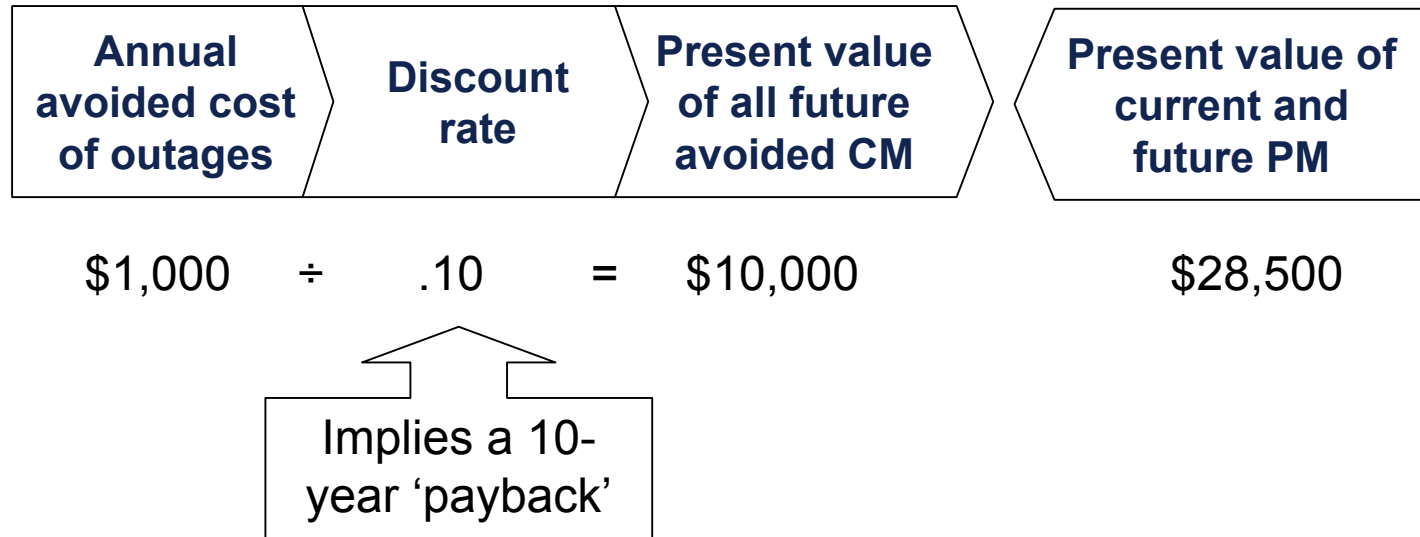 Annual
avoided cost
of outages
Discount
rate
Present value
of all future
avoided CM
Present value of
current and
future PM
$1,000 ÷ .10 = $10,000 $28,500
Implies a 10-
year ‘payback’